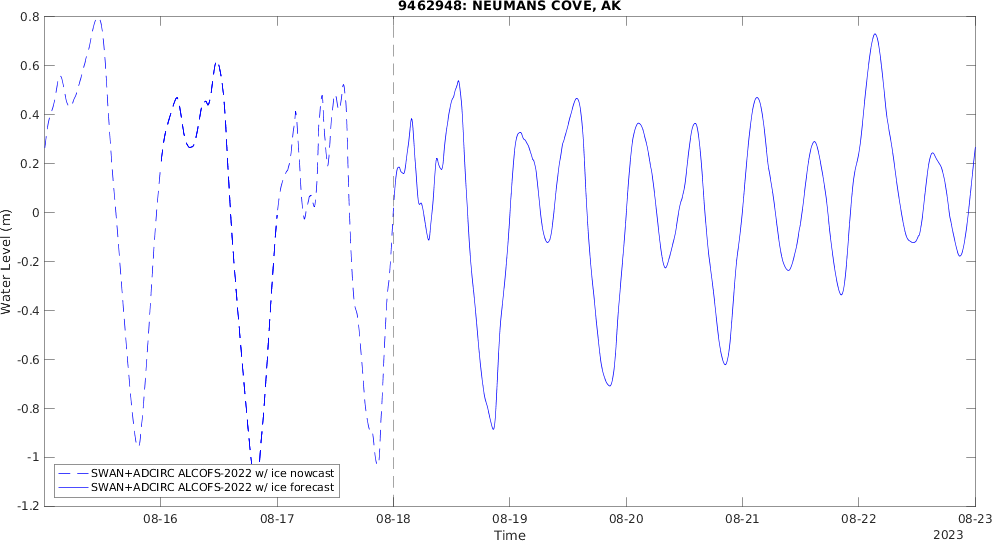 9462948: NEUMANS COVE, AK
Water Level (m)
0.8
0.6
0.4
0.2
0
-0.2
-0.4
-0.6
-0.8
-1
-1.2
SWAN+ADCIRC ALCOFS-2022 w/ ice nowcast
SWAN+ADCIRC ALCOFS-2022 w/ ice forecast
08-16 08-17 08-18 08-19 08-20 08-21 08-22 08-23
Time
2023